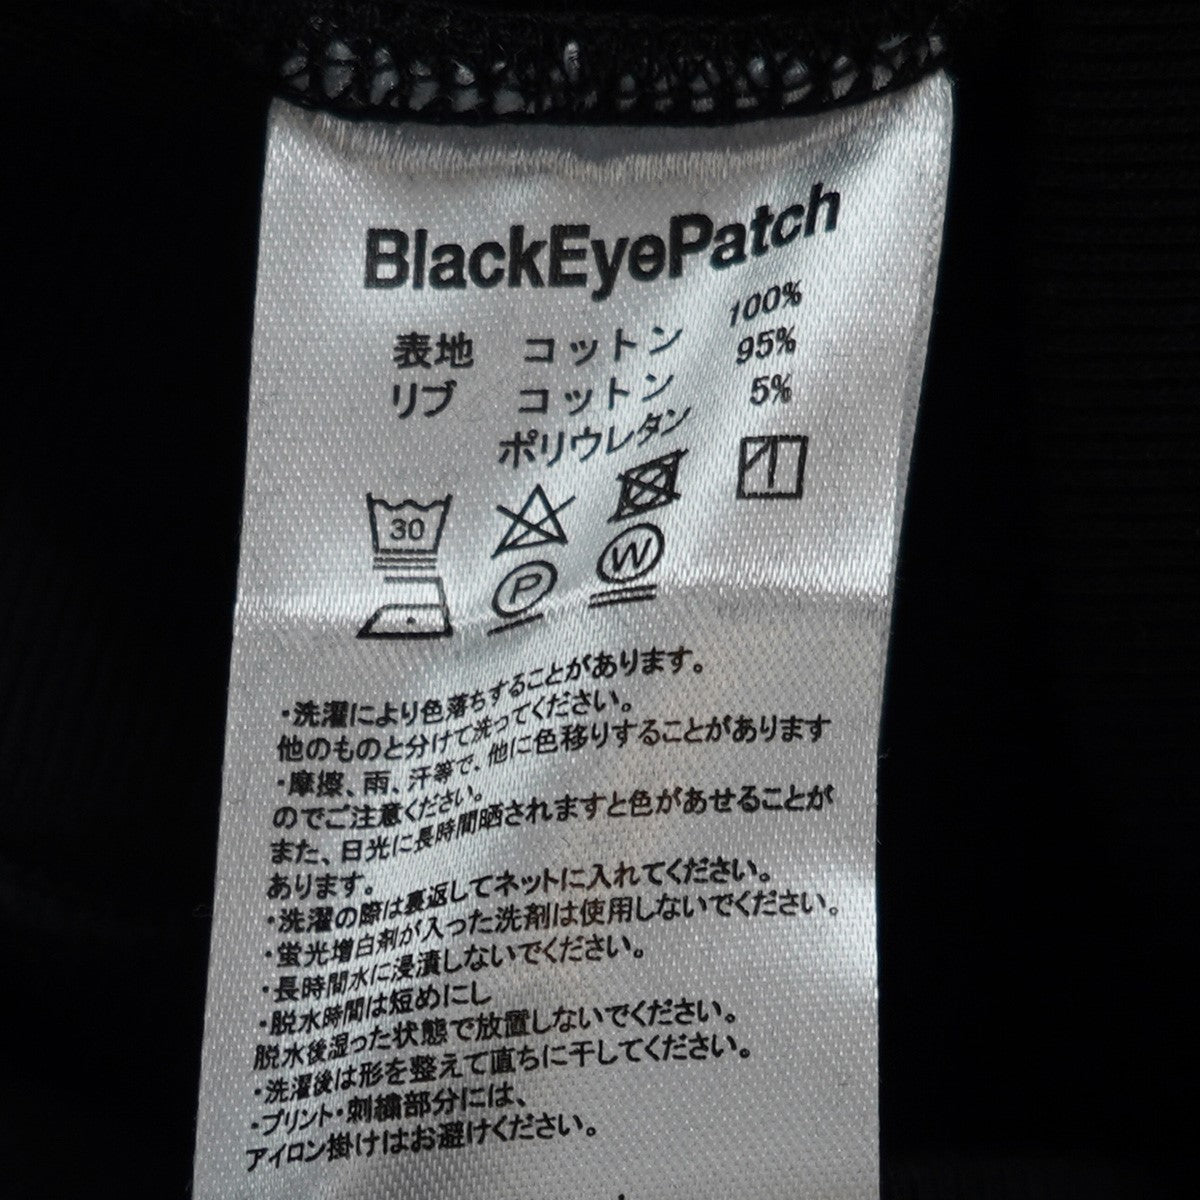 BlackEyePatch
表地 コットン 100%
リブ コットン 95%
ポリウレタン 5%
30
P W
・洗濯により色落ちすることがあります。
他のものと分けて洗ってください。
・摩擦、雨、汗等で、他に色移りすることがあります
のでご注意ください。
また、日光に長時間晒されますと色があせることが
あります。
・洗濯の際は裏返してネットに入れてください。
・蛍光増白剤が入った洗剤は使用しないでください。
・長時間水に浸漬しないでください。
・脱水時間は短めにし
脱水後湿った状態で放置しないでください。
・洗濯後は形を整えて直ちに干してください。
・プリント・刺繍部分には、
アイロン掛けはお避けください。